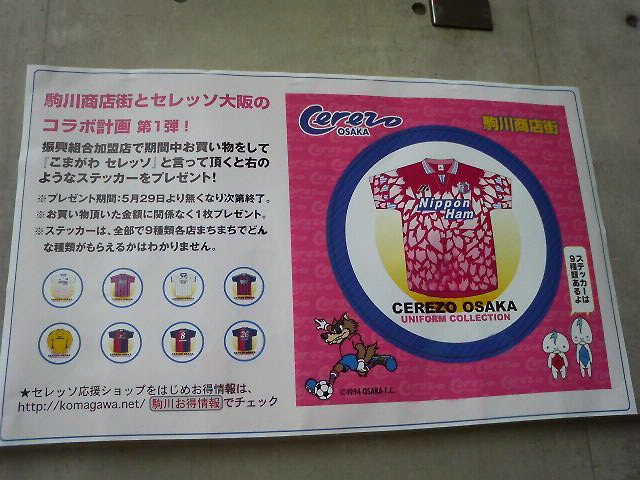 駒川商店街とセレッソ大阪の
コラボ計画 第1弾！
振興組合加盟店で期間中お買い物をして
『こまがわ セレッソ』と言って頂くと右の
ようなステッカーをプレゼント！
※プレゼント期間：5月29日より無くなり次第終了。
※お買い物頂いた金額に関係なく1枚プレゼント。
※ステッカーは、全部で9種類各店まちまちでどん
な種類がもらえるかはわかりません。
★セレッソ応援ショップをはじめお得情報は、
http://komagawa.net/ 駒川お得情報でチェック
Cerezo
OSAKA
駒川商店街
Nippon
Ham
CEREZO OSAKA
UNIFORM COLLECTION
ステッカーは
9種類あるよ
©1994 OSAKA F.C.